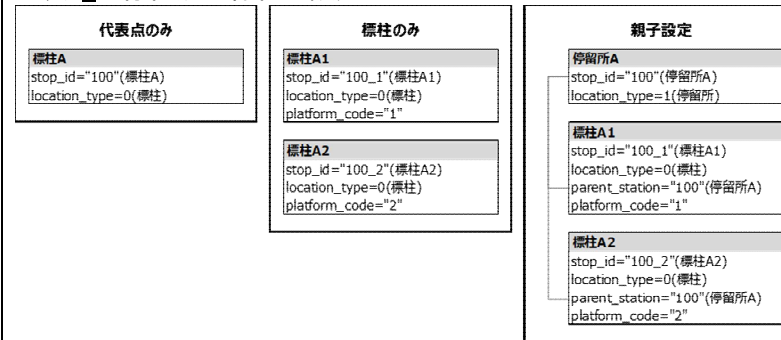 代表点のみ
標柱A
stop_id="100"(標柱A)
location_type=0(標柱)
標柱のみ
標柱A1
stop_id="100_1"(標柱A1)
location_type=0(標柱)
platform_code="1"
標柱A2
stop_id="100_2"(標柱A2)
location_type=0(標柱)
platform_code="2"
親子設定
停留所A
stop_id="100"(停留所A)
location_type=1(停留所)
標柱A1
stop_id="100_1"(標柱A1)
location_type=0(標柱)
parent_station="100"(停留所A)
platform_code="1"
標柱A2
stop_id="100_2"(標柱A2)
location_type=0(標柱)
parent_station="100"(停留所A)
platform_code="2"